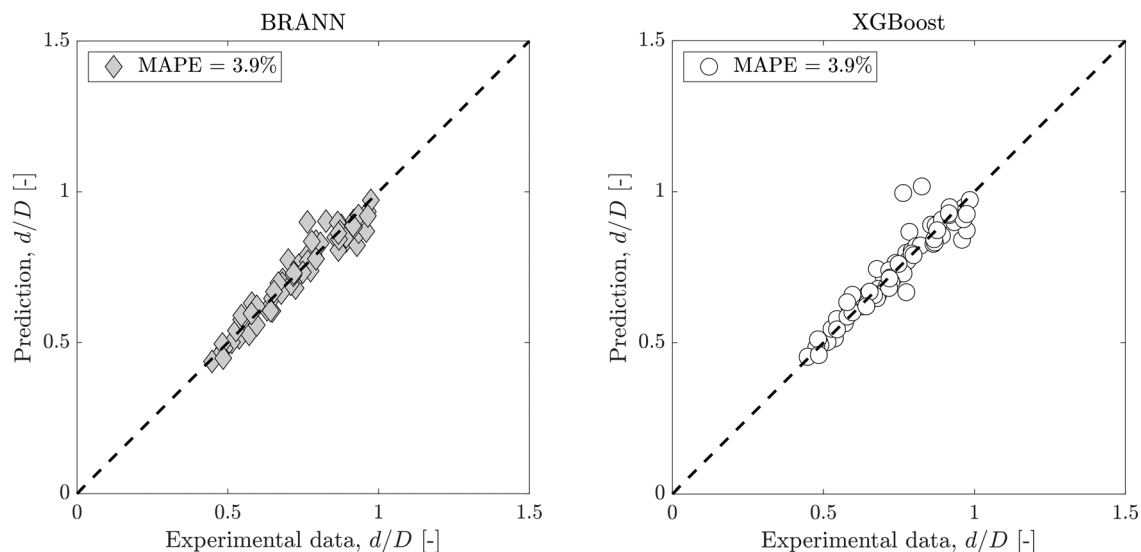 BRANN
1.5
MAPE = 3.9%
1
0.5
0
Prediction, d/D [-]
0
0.5
1
1.5
Experimental data, d/D [-]
XGBoost
1.5
MAPE = 3.9%
1
0.5
0
Prediction, d/D [-]
0
0.5
1
1.5
Experimental data, d/D [-]